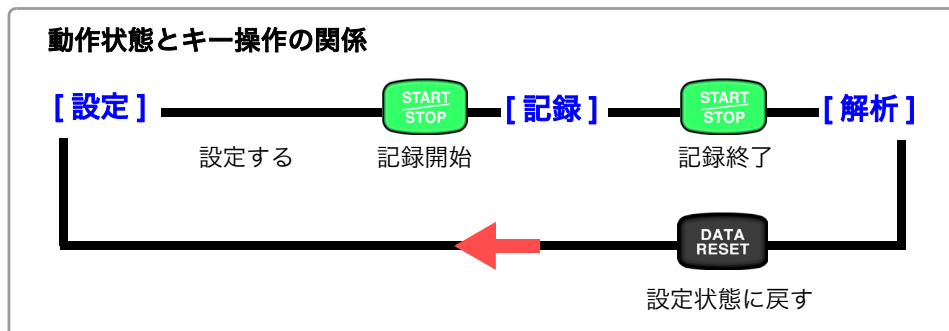 動作状態とキー操作の関係
[ 設定 ] START STOP [ 記録 ] START STOP [ 解析 ]
設定する 記録開始 記録終了
DATA
RESET
設定状態に戻す